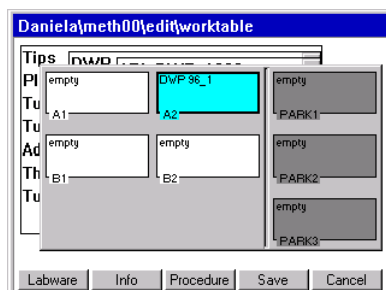 Daniela\meth00\edit\worktable
Tips
Pl
Tu
Tu
Ad
Th
Tu
empty
DWP 96_1
empty
A1
A2
PARK1
empty
empty
empty
B1
B2
PARK2
empty
PARK3
Labware Info Procedure Save Cancel